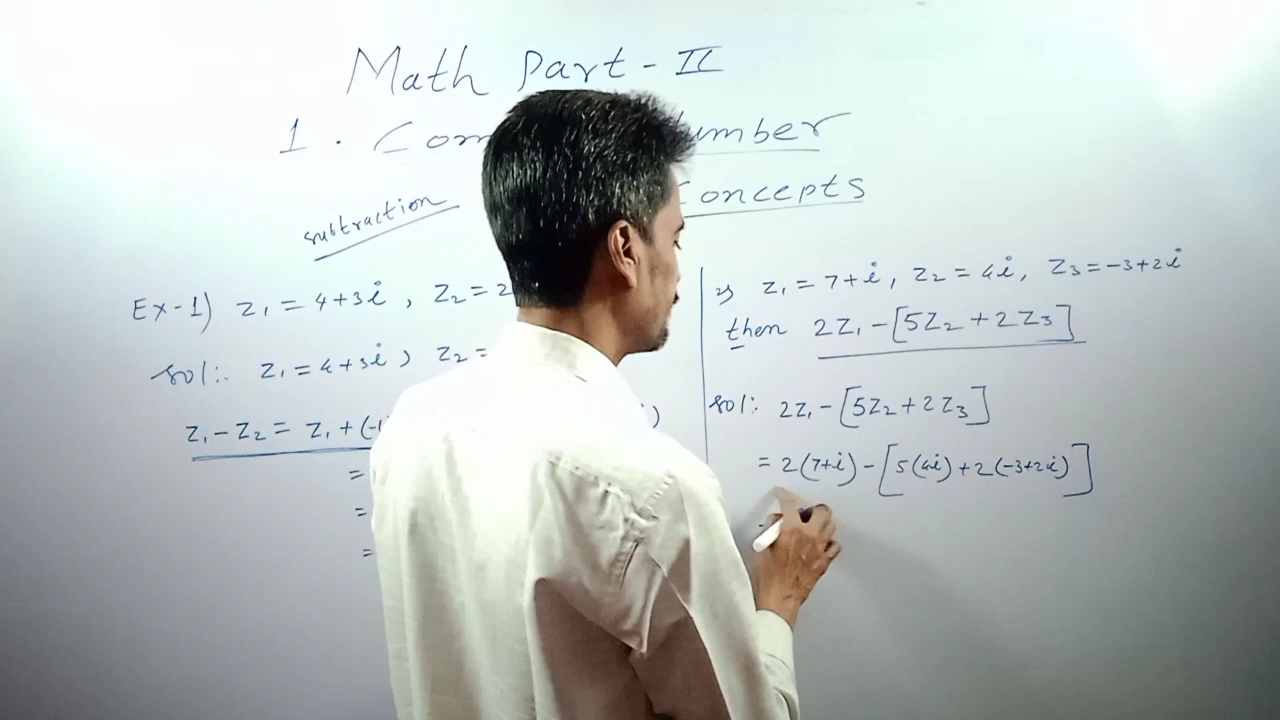 Math Part - II
1. Com umber
subtraction oncepts
Ex-1) Z₁ = 4+3i, Z₂ = 2
Sol:. Z₁ = 4+3i, Z₂ =
Z₁ - Z₂ = Z₁ + (-1 )
=
=
=
Z₁ = 7+i, Z₂ = 4i, Z₃ = -3+2i
then 2Z₁ - [5Z₂ + 2Z₃]
Sol: 2Z₁ - [5Z₂ + 2Z₃]
= 2(7+i) - [5(4i) + 2(-3+2i)]